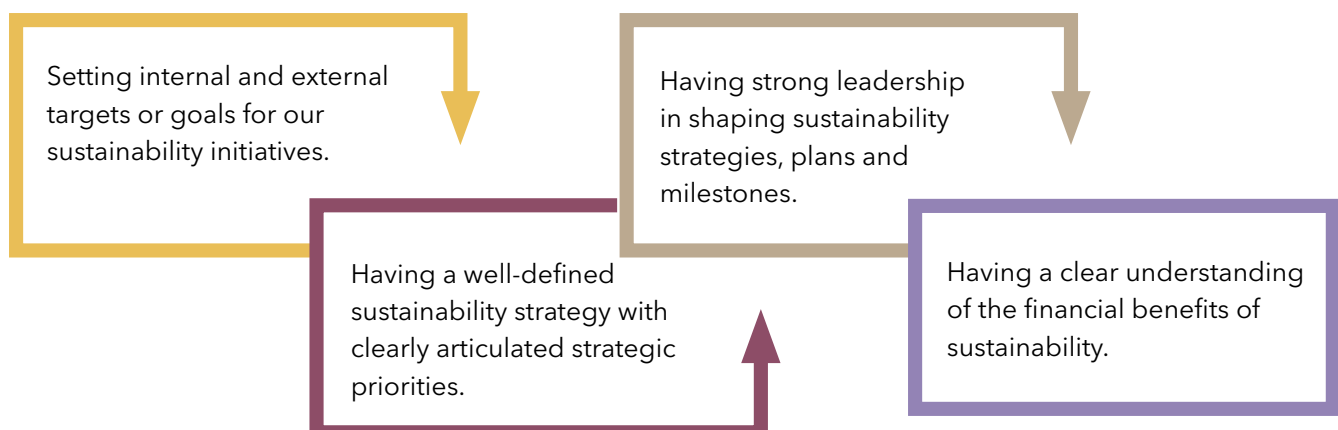 Setting internal and external
targets or goals for our
sustainability initiatives.
Having a well-defined
sustainability strategy with
clearly articulated strategic
priorities.
Having strong leadership
in shaping sustainability
strategies, plans and
milestones.
Having a clear understanding
of the financial benefits of
sustainability.